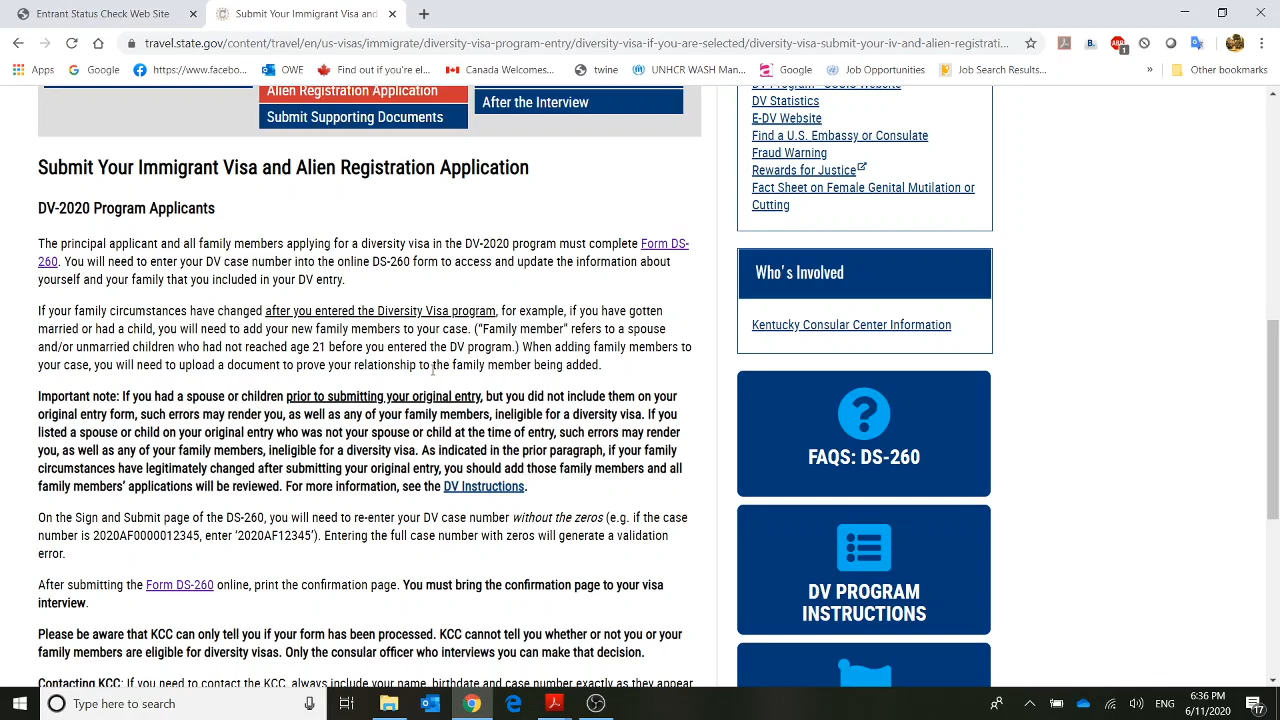 Entrant Status Check Web Site
Submit Your Immigrant Visa and
travel.state.gov/content/travel/en/us-visas/immigrate/diversity-visa-program-entry/diversity-visa-if-you-are-selected/diversity-visa-submit-your-iv-and-alien-registrati...
Apps
Google
https://www.facebo...
OWE
Find out if you're el...
Canada Welcomes...
twine
UNHCR WASH Man...
Google
Job Opportunities
Job Search Results...
»
Other bookmarks
Alien Registration Application
Submit Supporting Documents
After the Interview
DV Statistics
E-DV Website
Find a U.S. Embassy or Consulate
Fraud Warning
Rewards for Justice
Fact Sheet on Female Genital Mutilation or
Cutting
Submit Your Immigrant Visa and Alien Registration Application
DV-2020 Program Applicants
The principal applicant and all family members applying for a diversity visa in the DV-2020 program must complete Form DS-
260. You will need to enter your DV case number into the online DS-260 form to access and update the information about
yourself and your family that you included in your DV entry.
If your family circumstances have changed after you entered the Diversity Visa program, for example, if you have gotten
married or had a child, you will need to add your new family members to your case. ("Family member" refers to a spouse
and/or unmarried children who had not reached age 21 before you entered the DV program.) When adding family members to
your case, you will need to upload a document to prove your relationship to the family member being added.
Important note: If you had a spouse or children prior to submitting your original entry, but you did not include them on your
original entry form, such errors may render you, as well as any of your family members, ineligible for a diversity visa. If you
listed a spouse or child on your original entry who was not your spouse or child at the time of entry, such errors may render
you, as well as any of your family members, ineligible for a diversity visa. As indicated in the prior paragraph, if your family
circumstances have legitimately changed after submitting your original entry, you should add those family members and all
family members' applications will be reviewed. For more information, see the DV Instructions.
On the Sign and Submit page of the DS-260, you will need to re-enter your DV case number without the zeros (e.g. if the case
number is 2020AF0000012345, enter '2020AF12345'). Entering the full case number with zeros will generate a validation
error.
After submitting the Form DS-260 online, print the confirmation page. You must bring the confirmation page to your visa
interview.
Please be aware that KCC can only tell you if your form has been processed. KCC cannot tell you whether or not you or your
family members are eligible for diversity visas. Only the consular officer who interviews you can make that decision.
Contacting KCC: If you need to contact the KCC, always include your name, birthdate and case number exactly as they appear
Who's Involved
Kentucky Consular Center Information
FAQS: DS-260
DV PROGRAM
INSTRUCTIONS
Type here to search
6:36 PM
6/11/2020
17